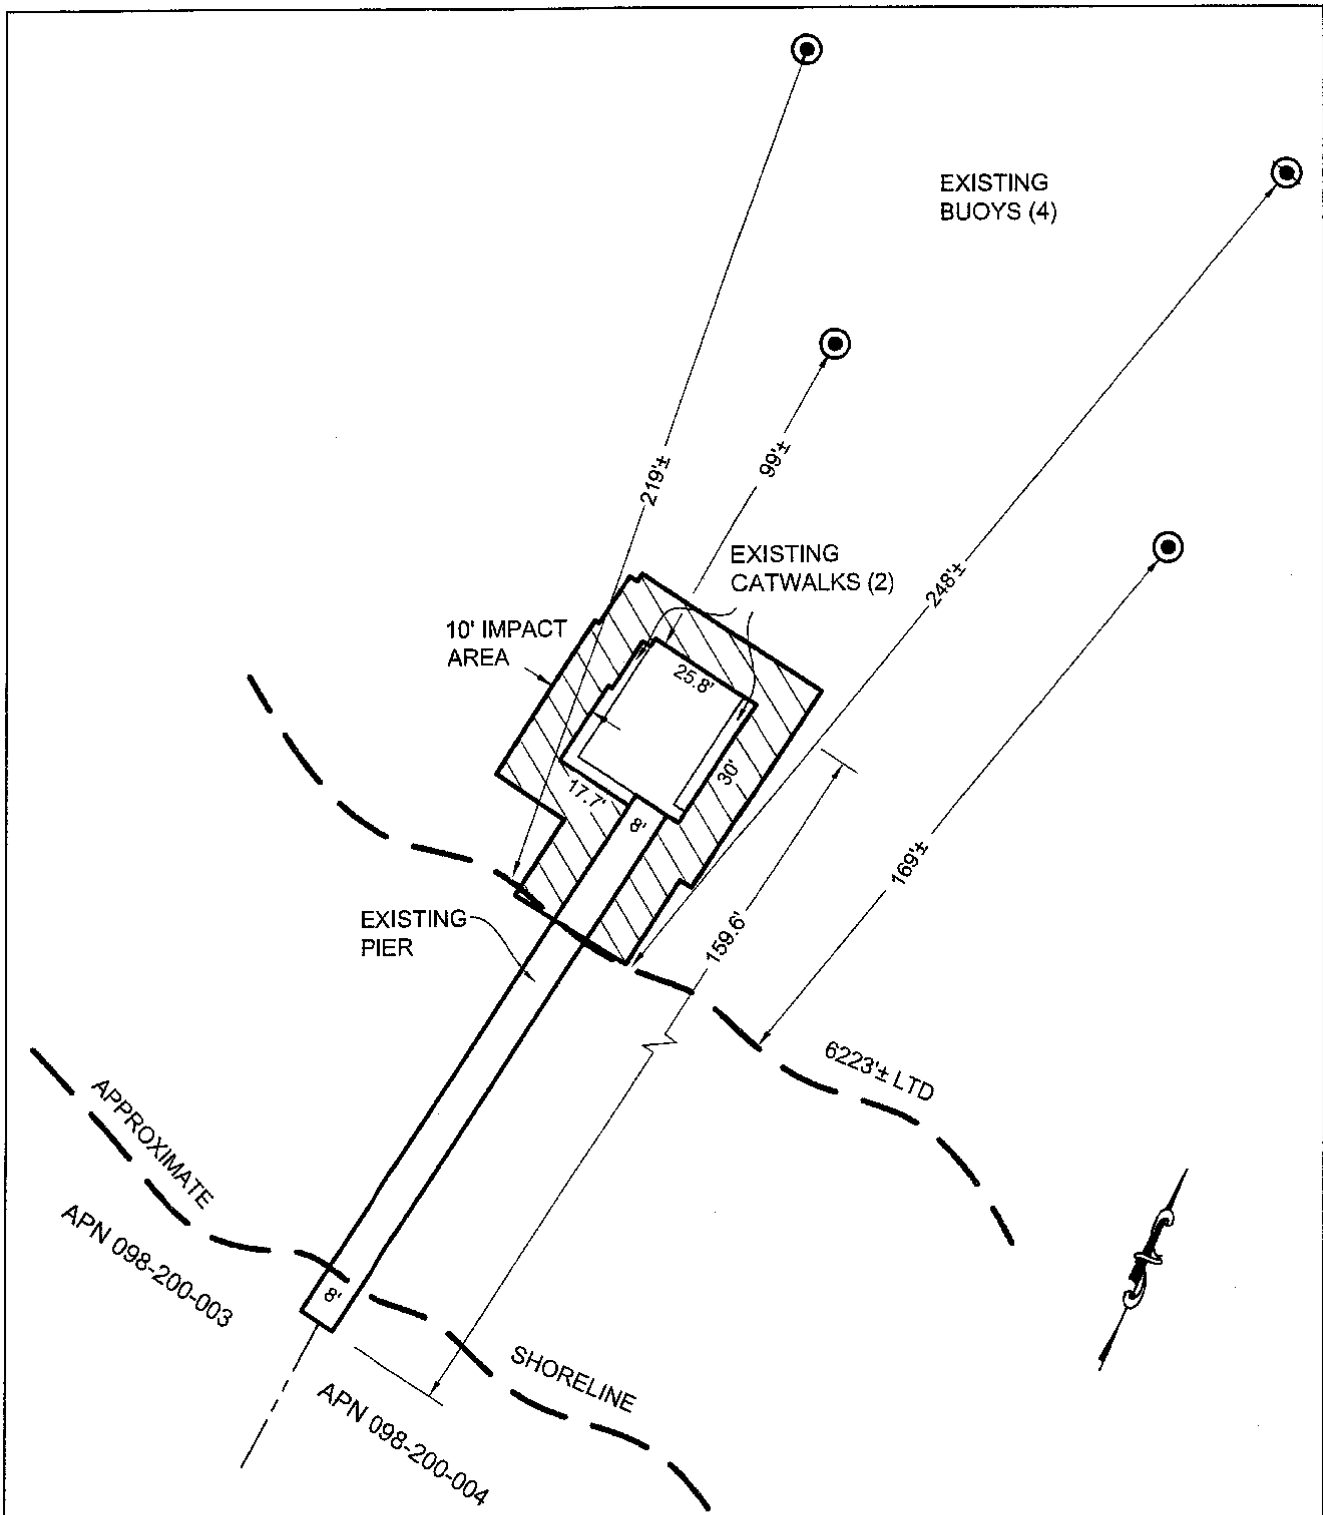 EXISTING
BUOYS (4)
219'±
99'±
248'±
EXISTING
CATWALKS (2)
10' IMPACT
AREA
25.8'
30'
17.7'
8'
169'±
159.6'
EXISTING
PIER
6223'± LTD
APPROXIMATE
APN 098-200-003
8'
SHORELINE
APN 098-200-004